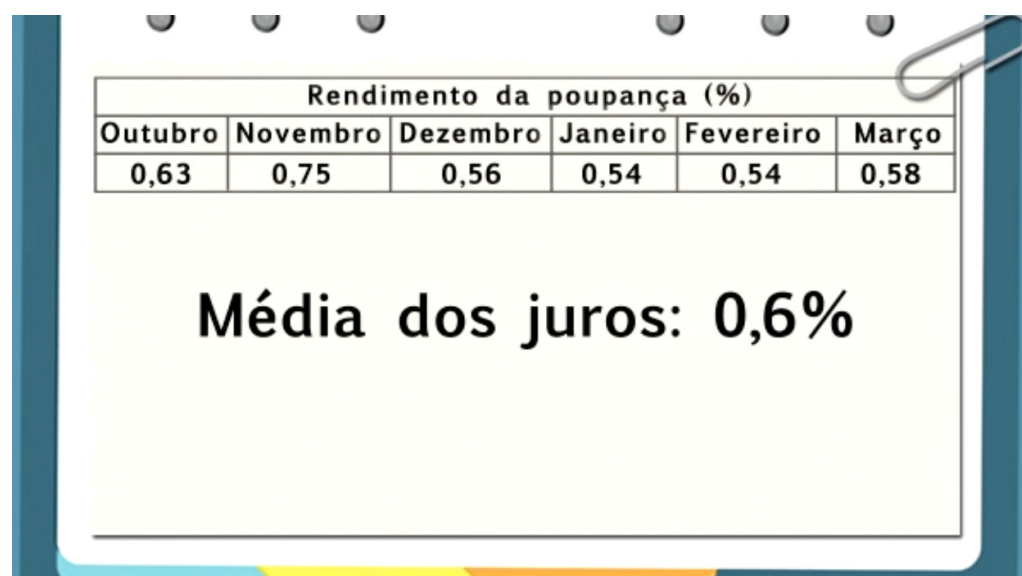 Rendimento da poupança (%)
Outubro Novembro Dezembro Janeiro Fevereiro Março
0,63 0,75 0,56 0,54 0,54 0,58
Média dos juros: 0,6%